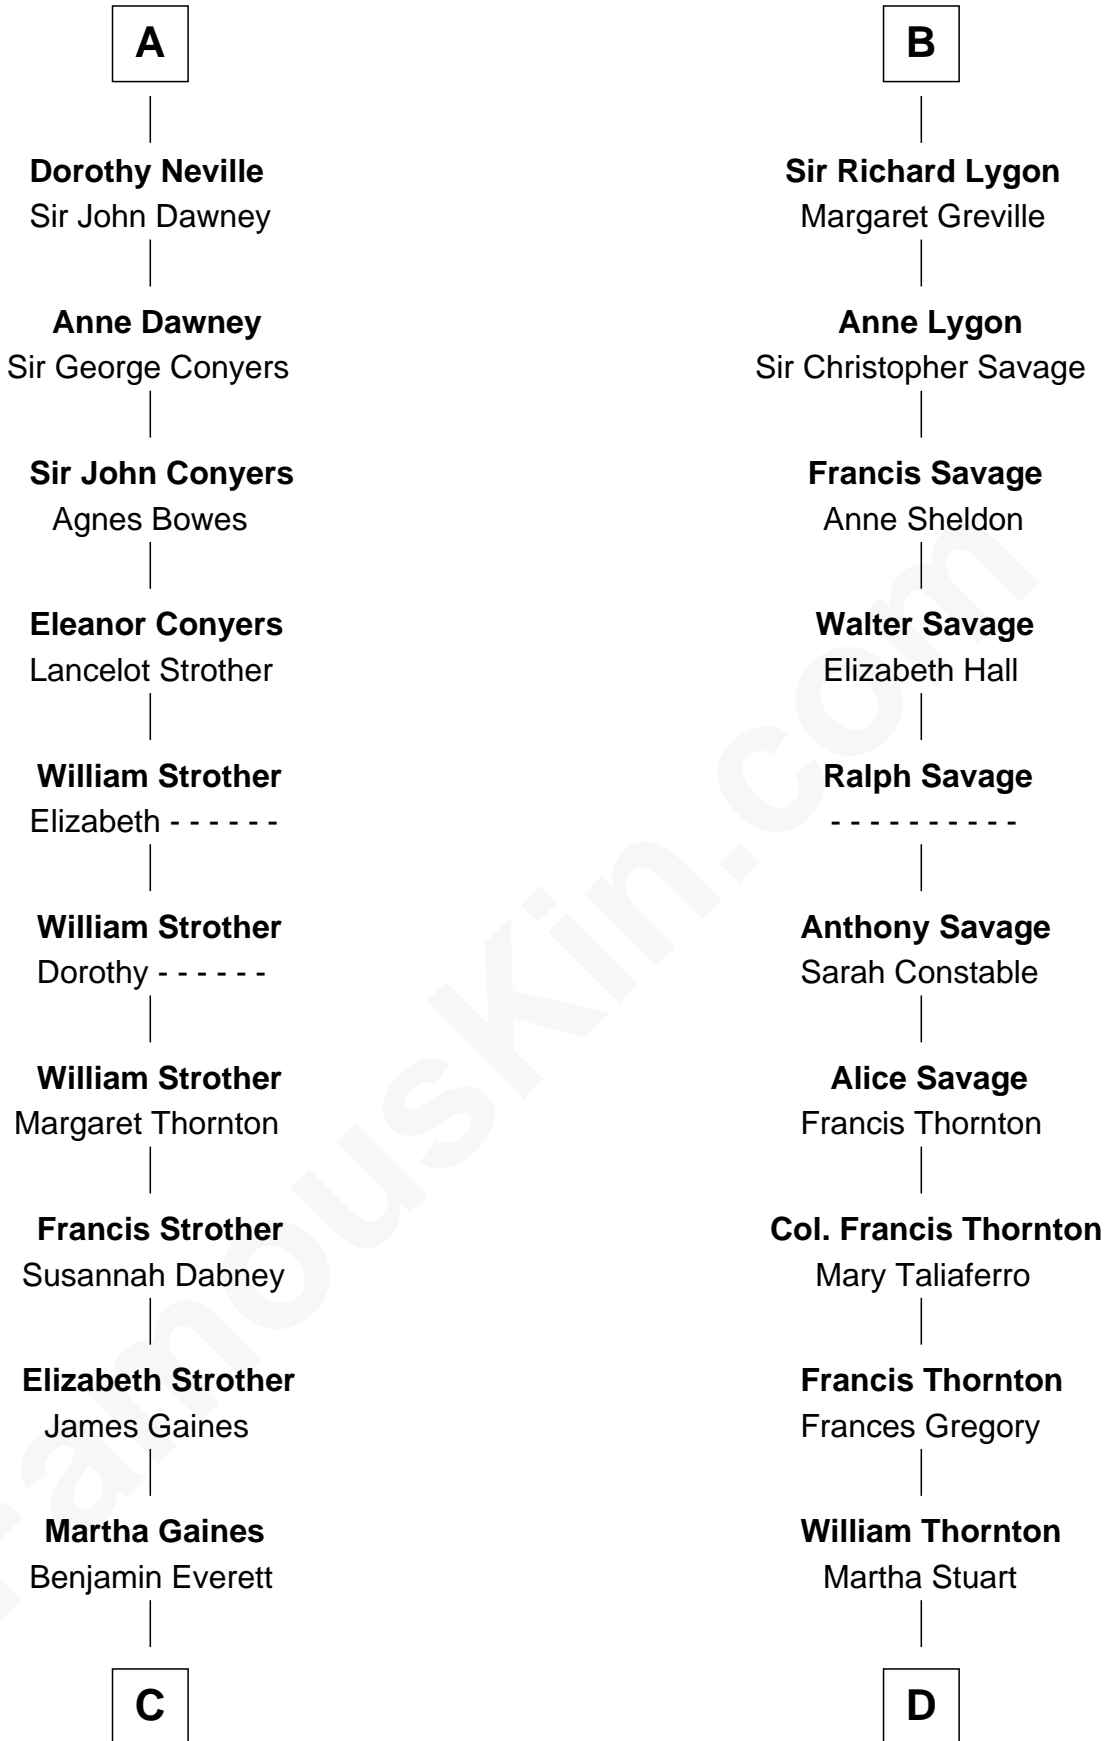 A
Dorothy Neville
Sir John Dawney
Anne Dawney
Sir George Conyers
Sir John Conyers
Agnes Bowes
Eleanor Conyers
Lancelot Strother
William Strother
Elizabeth - - - - - -
William Strother
Dorothy - - - - - -
William Strother
Margaret Thornton
Francis Strother
Susannah Dabney
Elizabeth Strother
James Gaines
Martha Gaines
Benjamin Everett
C
B
Sir Richard Lygon
Margaret Greville
Anne Lygon
Sir Christopher Savage
Francis Savage
Anne Sheldon
Walter Savage
Elizabeth Hall
Ralph Savage
- - - - - - - - - -
Anthony Savage
Sarah Constable
Alice Savage
Francis Thornton
Col. Francis Thornton
Mary Taliaferro
Francis Thornton
Frances Gregory
William Thornton
Martha Stuart
D
FamousKin.com